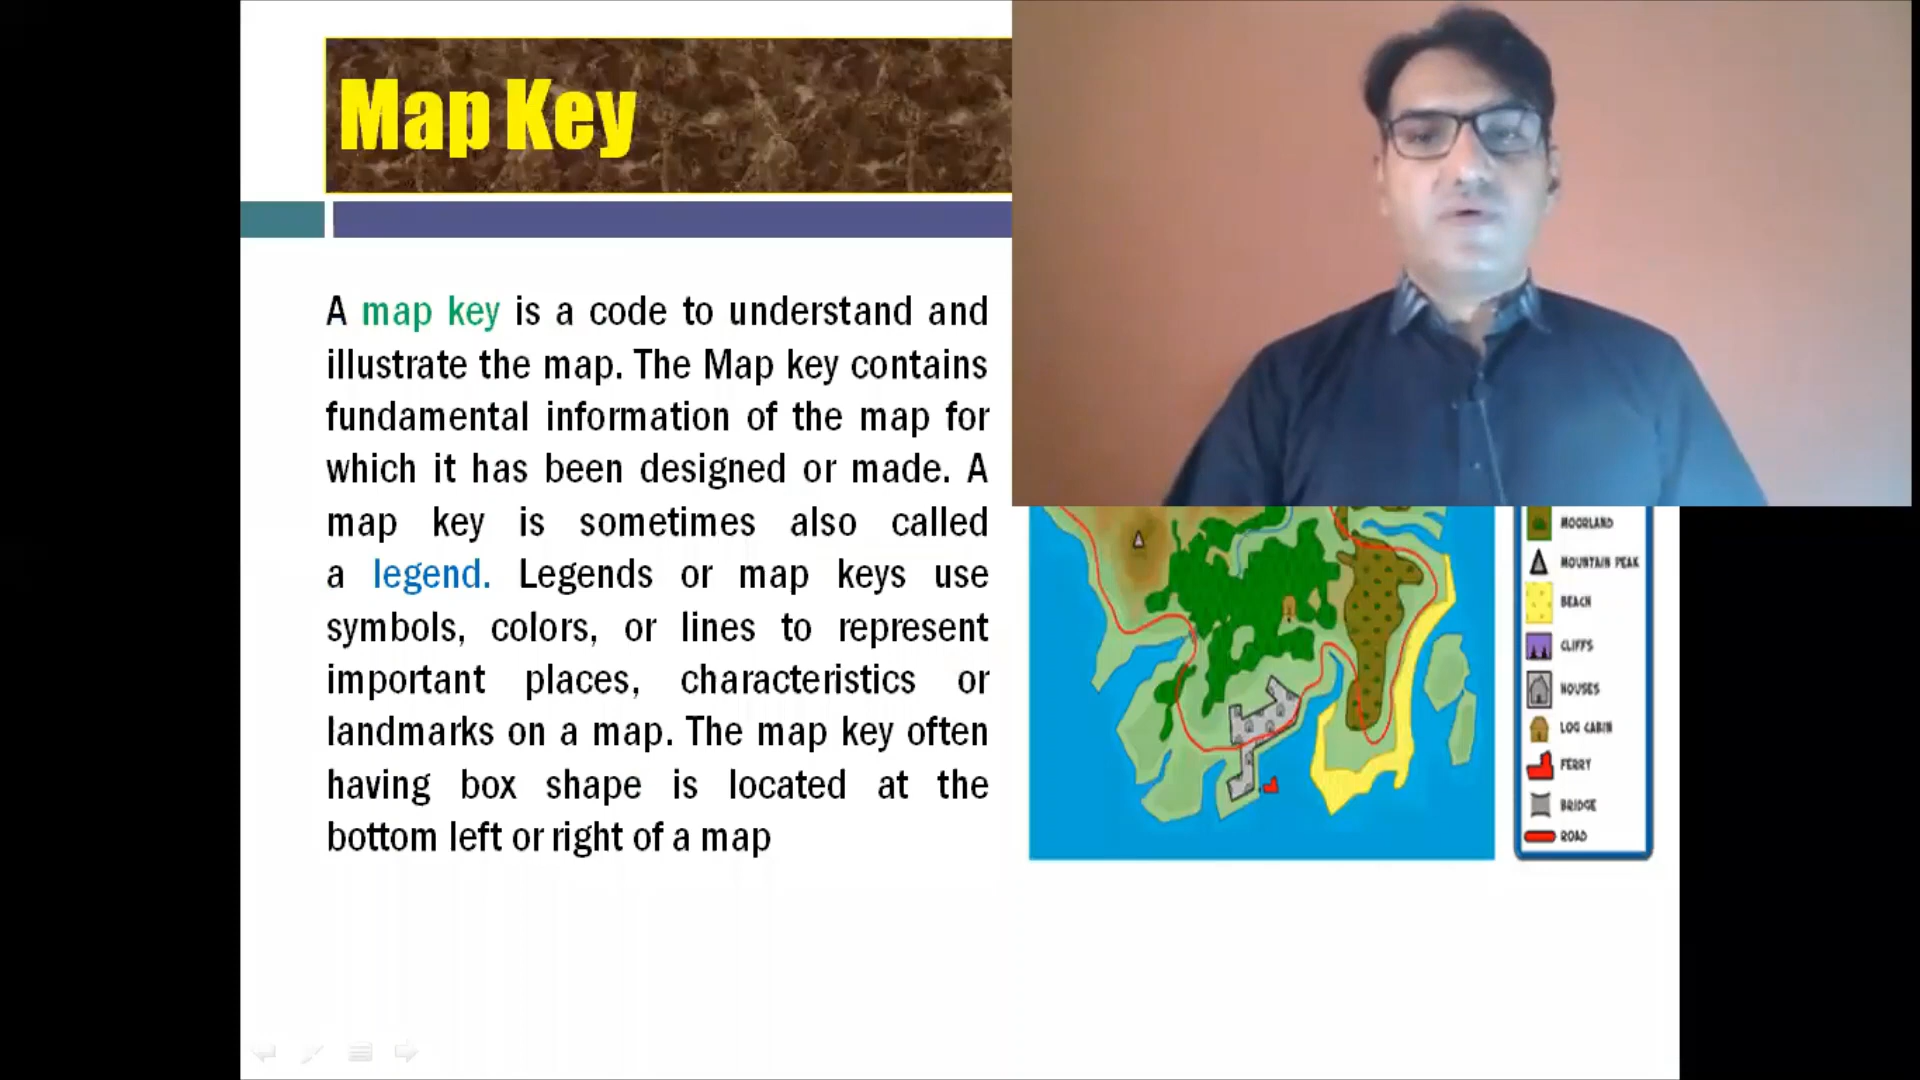 Map Key
A map key is a code to understand and
illustrate the map. The Map key contains
fundamental information of the map for
which it has been designed or made. A
map key is sometimes also called
a legend. Legends or map keys use
symbols, colors, or lines to represent
important places, characteristics or
landmarks on a map. The map key often
having box shape is located at the
bottom left or right of a map
MOORLAND
MOUNTAIN PEAK
BEACH
CLIFFS
HOUSES
LOG CABIN
FERRY
BRIDGE
ROAD